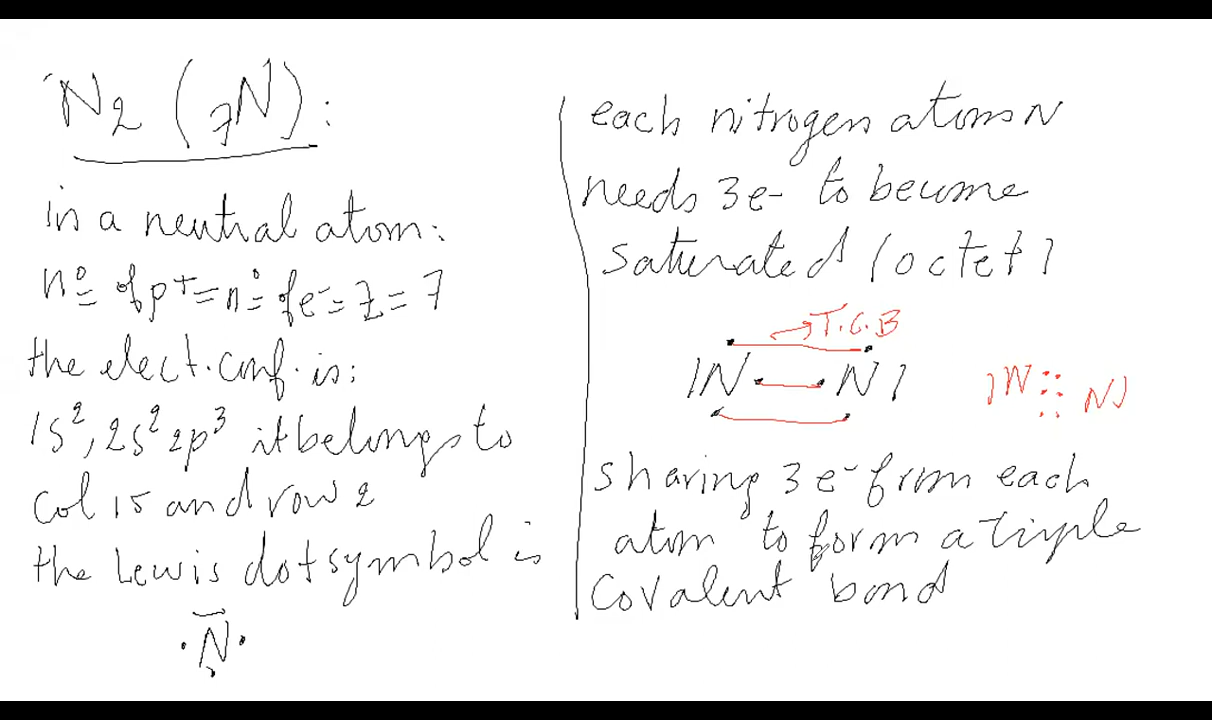 N2 (7N):
in a neutral atom:
nº of p+ = nº of e- = Z = 7
the elect. conf. is:
1s², 2s² 2p³ it belongs to
col 15 and row 2
the Lewis dot symbol is
N
each nitrogen atom N
needs 3e- to become
saturated (octet)
T.C.B
|N N|
|N :: N|
sharing 3e- from each
atom to form a triple
covalent bond